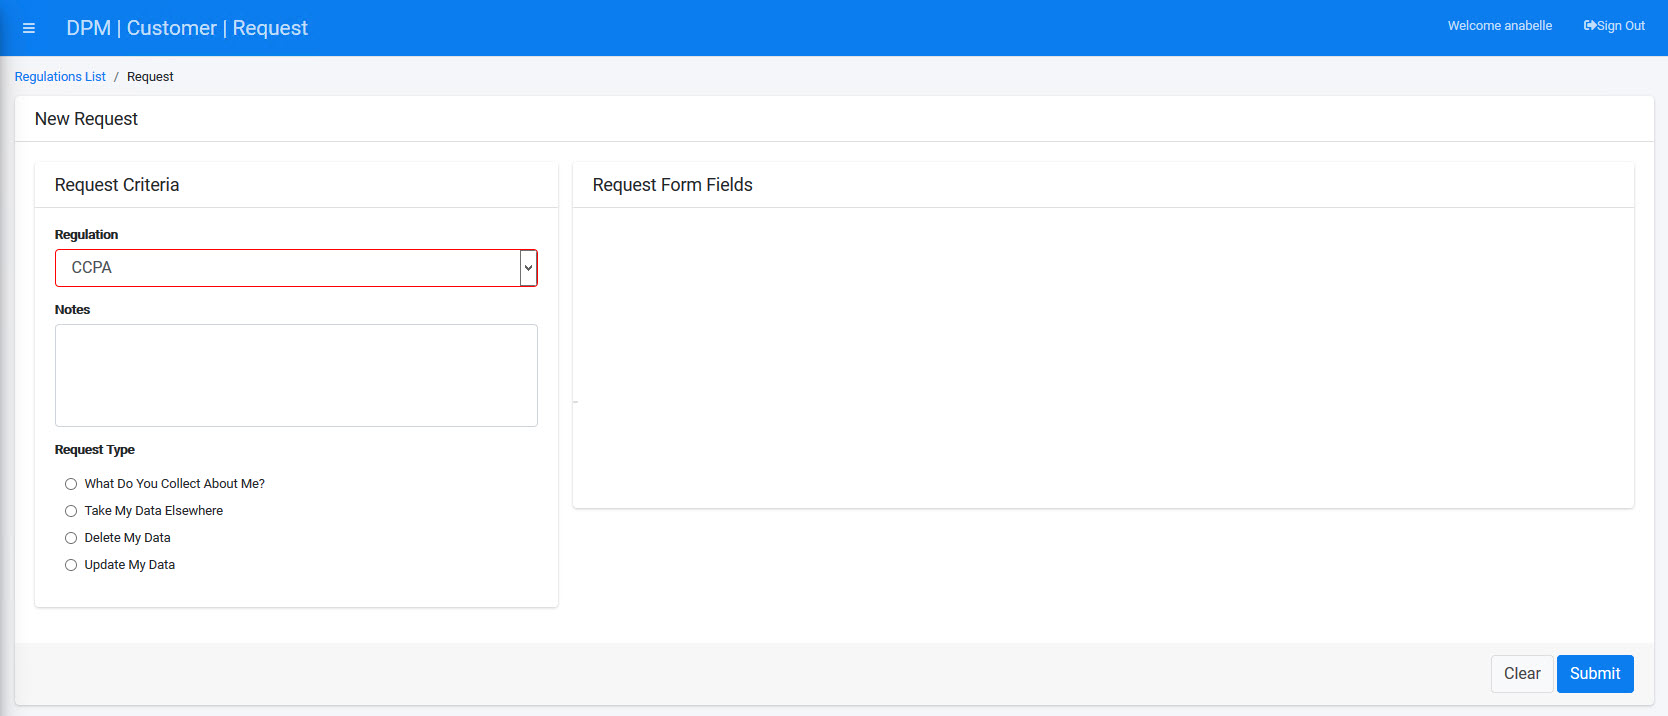 DPM | Customer | Request
Welcome anabelle
Sign Out
Regulations List / Request
New Request
Request Criteria
Regulation
CCPA
Notes
Request Type
What Do You Collect About Me?
Take My Data Elsewhere
Delete My Data
Update My Data
Request Form Fields
Clear
Submit